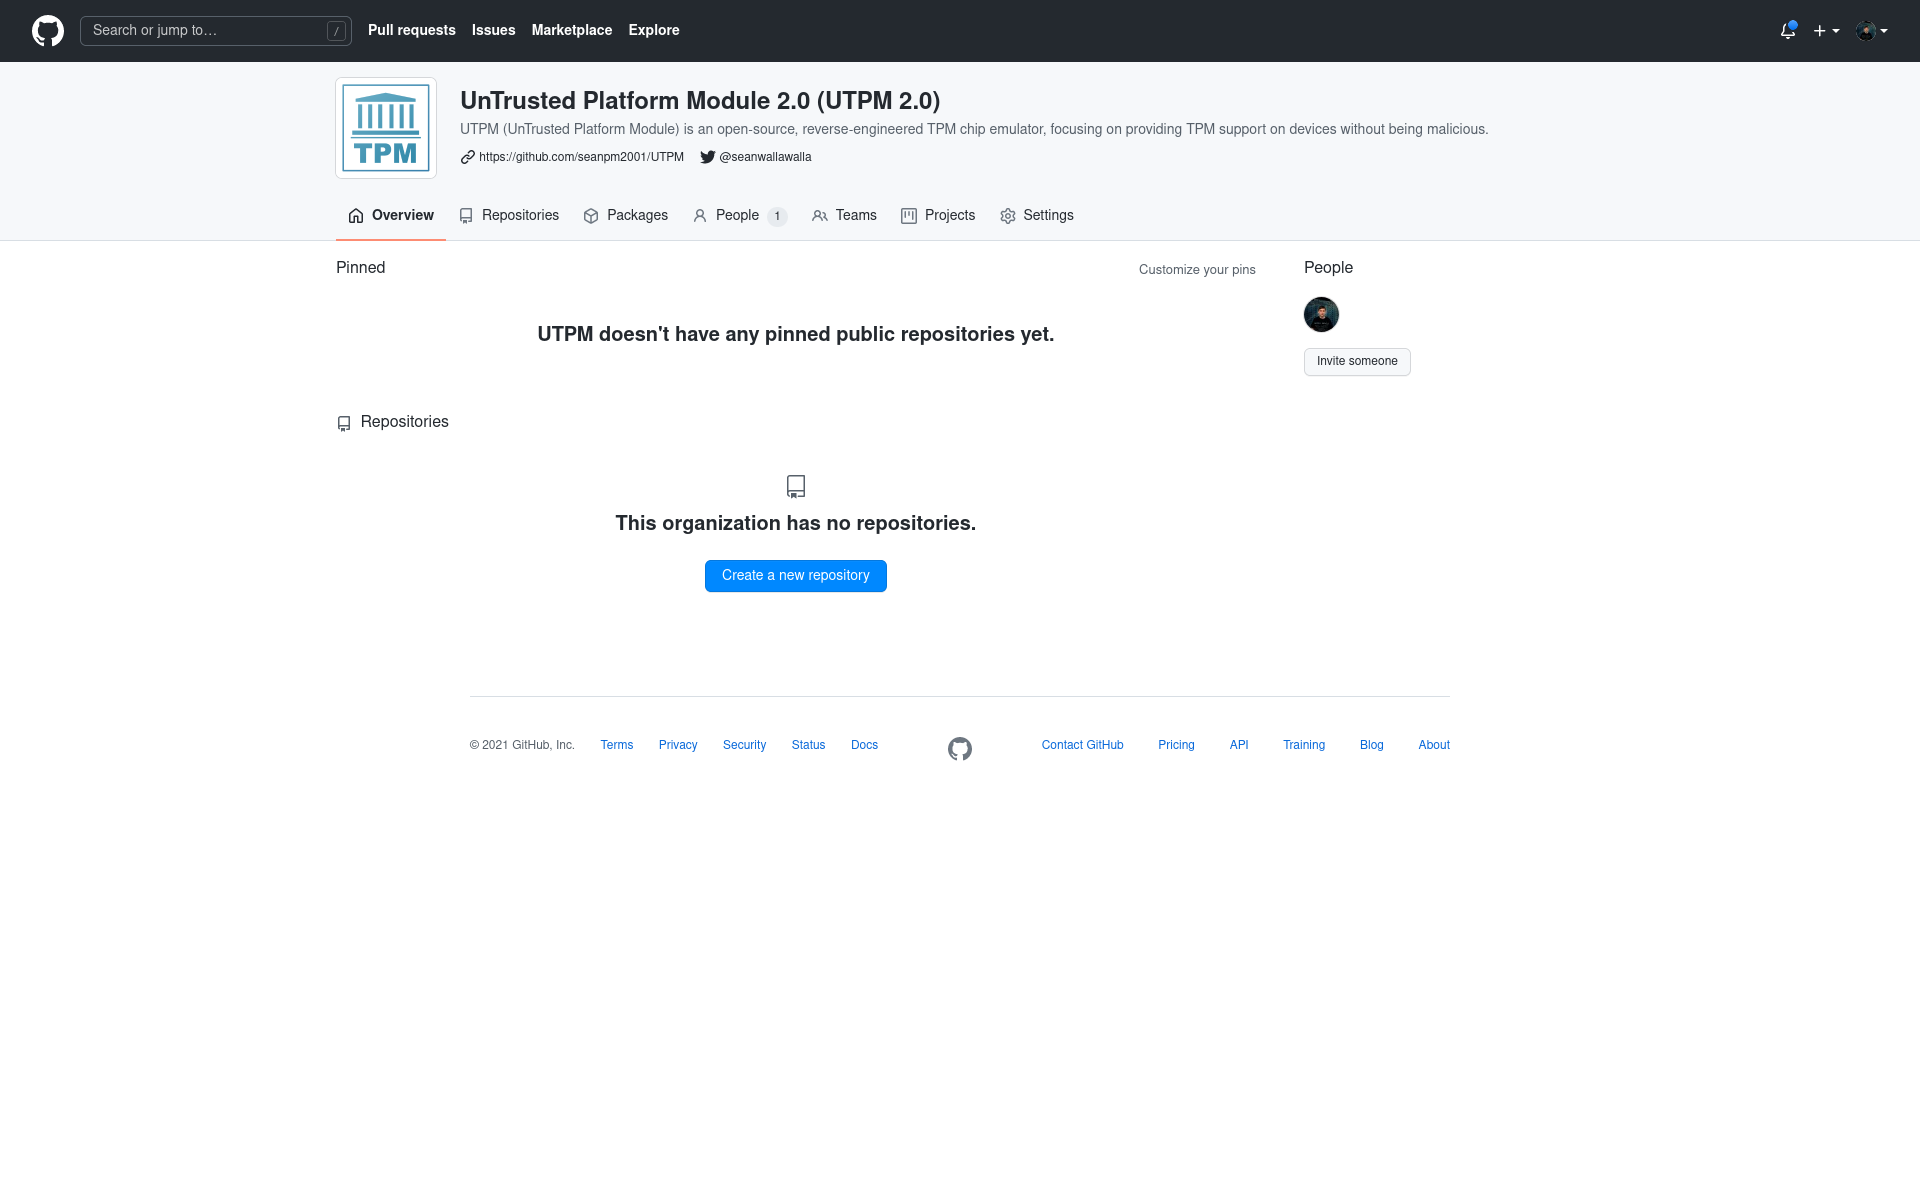 Search or jump to… /
Pull requests Issues Marketplace Explore
TPM
UnTrusted Platform Module 2.0 (UTPM 2.0)
UTPM (UnTrusted Platform Module) is an open-source, reverse-engineered TPM chip emulator, focusing on providing TPM support on devices without being malicious.
https://github.com/seanpm2001/UTPM @seanwallawalla
Overview Repositories Packages People 1 Teams Projects Settings
Pinned
Customize your pins
UTPM doesn't have any pinned public repositories yet.
People
Invite someone
Repositories
This organization has no repositories.
Create a new repository
© 2021 GitHub, Inc. Terms Privacy Security Status Docs Contact GitHub Pricing API Training Blog About